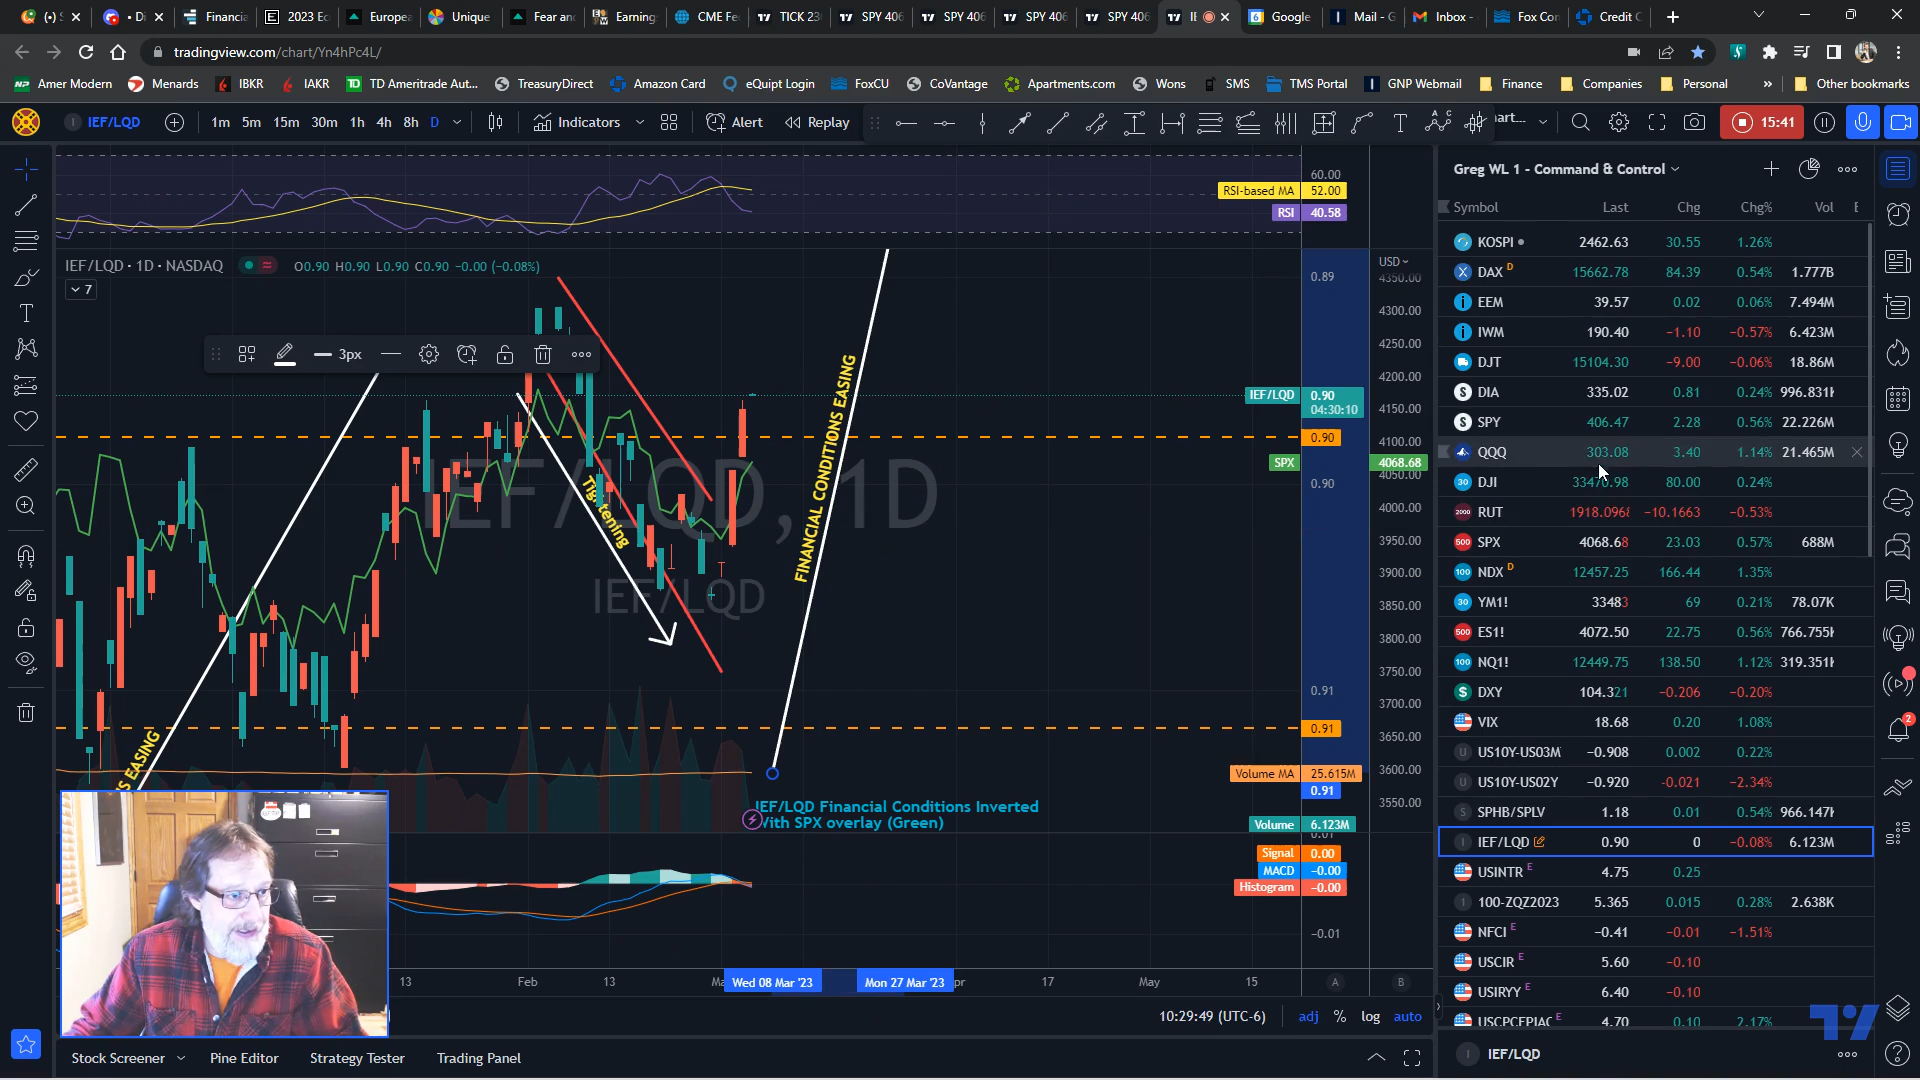 (•) :
• Di
Financia
2023 Ec
Europea
Unique
Fear an
Earning
CME Fe
TICK 23
SPY 406
SPY 406
SPY 406
SPY 406
IE
Google
Mail - G
Inbox -
Fox Con
Credit C
tradingview.com/chart/Yn4hPc4L/
Amer Modern
Menards
IBKR
IAKR
TD Ameritrade Aut...
TreasuryDirect
Amazon Card
eQuipt Login
FoxCU
CoVantage
Apartments.com
Wons
SMS
TMS Portal
GNP Webmail
Finance
Companies
Personal
»
Other bookmarks
IEF/LQD
1m 5m 15m 30m 1h 4h 8h D
Indicators
Alert
Replay
art...
15:41
60.00
RSI-based MA 52.00
RSI 40.58
IEF/LQD · 1D · NASDAQ
O0.90 H0.90 L0.90 C0.90 −0.00 (−0.08%)
7
3px
USD
0.89
4350.00
4300.00
4250.00
4200.00
IEF/LQD 0.90
04:30:10
4150.00
0.90
4100.00
SPX 4068.68
4050.00
0.90
4000.00
3950.00
3900.00
3850.00
3800.00
3750.00
0.91
3700.00
0.91
3650.00
3600.00
Volume MA 25.615M
0.91
3550.00
Volume 6.123M
0.01
Signal 0.00
MACD −0.00
Histogram −0.00
−0.01
IEF/LQD, 1D
IEF/LQD
Tightening
FINANCIAL CONDITIONS EASING
S EASING
IEF/LQD Financial Conditions Inverted
With SPX overlay (Green)
13
Feb
13
Ma
Wed 08 Mar '23
Mon 27 Mar '23
pr
17
May
15
A
B
10:29:49 (UTC-6)
adj % log auto
Stock Screener
Pine Editor
Strategy Tester
Trading Panel
Greg WL 1 - Command & Control
Symbol Last Chg Chg% Vol E
KOSPI 2462.63 30.55 1.26%
DAX D 15662.78 84.39 0.54% 1.777B
EEM 39.57 0.02 0.06% 7.494M
IWM 190.40 −1.10 −0.57% 6.423M
DJT 15104.30 −9.00 −0.06% 18.86M
DIA 335.02 0.81 0.24% 996.831K
SPY 406.47 2.28 0.56% 22.226M
QQQ 303.08 3.40 1.14% 21.465M
30 DJI 33470.98 80.00 0.24%
2000 RUT 1918.0968 −10.1663 −0.53%
500 SPX 4068.68 23.03 0.57% 688M
100 NDX D 12457.25 166.44 1.35%
30 YM1! 33483 69 0.21% 78.07K
500 ES1! 4072.50 22.75 0.56% 766.755K
100 NQ1! 12449.75 138.50 1.12% 319.351K
$ DXY 104.321 −0.206 −0.20%
VIX 18.68 0.20 1.08%
U US10Y-US03M −0.908 0.002 0.22%
U US10Y-US02Y −0.920 −0.021 −2.34%
S SPHB/SPLV 1.18 0.01 0.54% 966.147K
I IEF/LQD 0.90 0 −0.08% 6.123M
USINTR E 4.75 0.25
1 100-ZQZ2023 5.365 0.015 0.28% 2.638K
NFCI E −0.41 −0.01 −1.51%
USCIR E 5.60 −0.10
USIRYY E 6.40 −0.10
USCPCEPIAC E 4.70 0.10 2.17%
I IEF/LQD
2